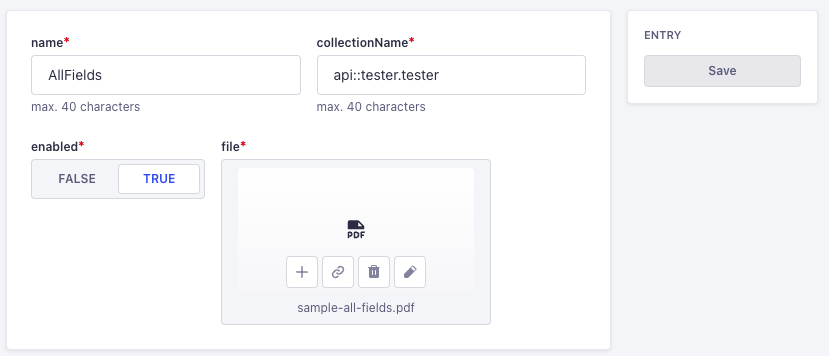 name*
collectionName*
ENTRY
AllFields
api::tester.tester
Save
max. 40 characters
max. 40 characters
enabled*
file*
FALSE
TRUE
PDF
sample-all-fields.pdf